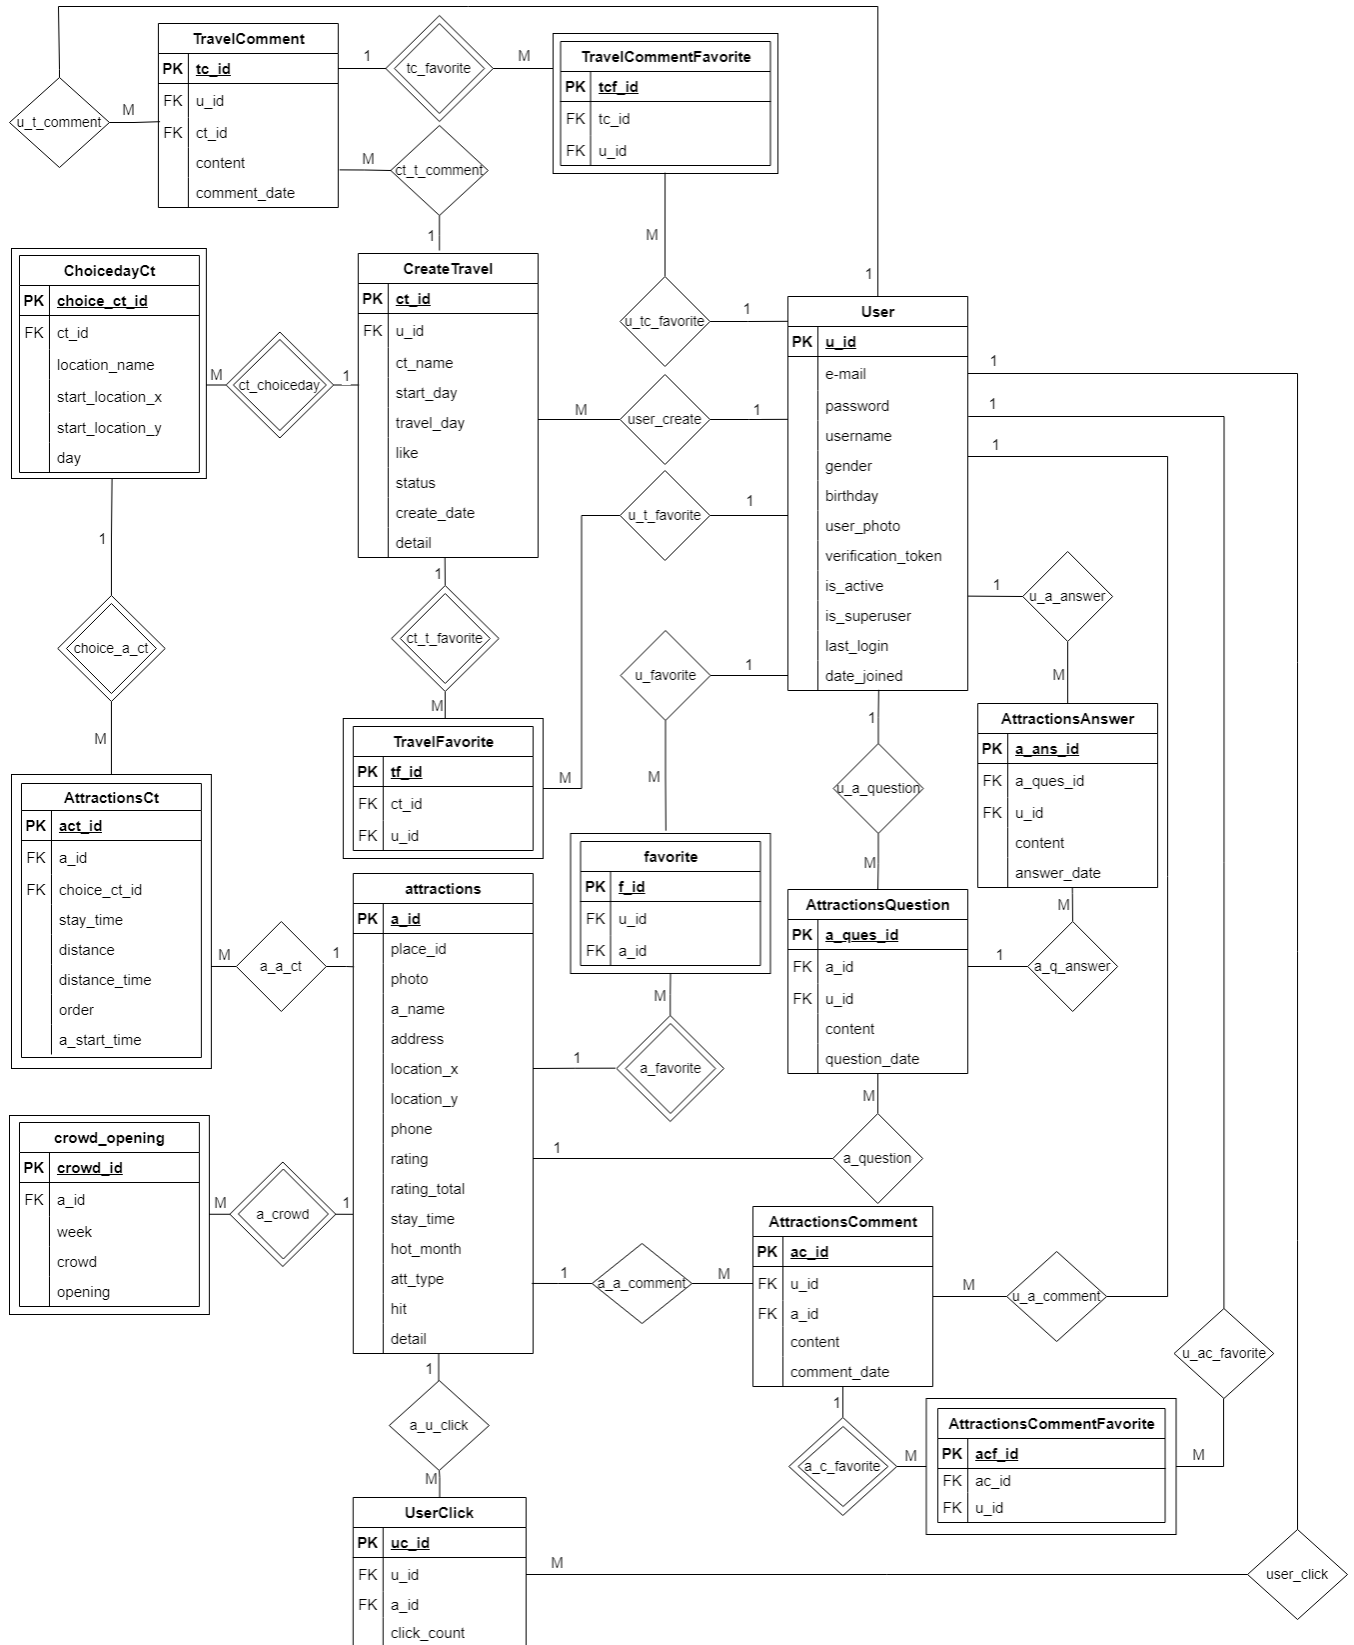 TravelComment
PK tc_id
FK u_id
FK ct_id
content
comment_date
1
tc_favorite
M
TravelCommentFavorite
PK tcf_id
FK tc_id
FK u_id
u_t_comment
M
M
ct_t_comment
1
M
1
ChoicedayCt
PK choice_ct_id
FK ct_id
location_name
start_location_x
start_location_y
day
M
ct_choiceday
1
CreateTravel
PK ct_id
FK u_id
ct_name
start_day
travel_day
like
status
create_date
detail
u_tc_favorite
1
M
user_create
1
u_t_favorite
1
User
PK u_id
e-mail
password
username
gender
birthday
user_photo
verification_token
is_active
is_superuser
last_login
date_joined
1
1
1
1
u_a_answer
M
1
choice_a_ct
M
1
ct_t_favorite
M
u_favorite
1
M
1
u_a_question
M
TravelFavorite
PK tf_id
FK ct_id
FK u_id
M
AttractionsAnswer
PK a_ans_id
FK a_ques_id
FK u_id
content
answer_date
M
AttractionsCt
PK act_id
FK a_id
FK choice_ct_id
stay_time
distance
distance_time
order
a_start_time
M
a_a_ct
1
attractions
PK a_id
place_id
photo
a_name
address
location_x
location_y
phone
rating
rating_total
stay_time
hot_month
att_type
hit
detail
favorite
PK f_id
FK u_id
FK a_id
M
1
a_favorite
AttractionsQuestion
PK a_ques_id
FK a_id
FK u_id
content
question_date
1
a_q_answer
M
1
a_question
crowd_opening
PK crowd_id
FK a_id
week
crowd
opening
M
a_crowd
1
1
a_a_comment
M
AttractionsComment
PK ac_id
FK u_id
FK a_id
content
comment_date
M
u_a_comment
u_ac_favorite
1
a_u_click
M
1
a_c_favorite
M
AttractionsCommentFavorite
PK acf_id
FK ac_id
FK u_id
M
UserClick
PK uc_id
FK u_id
FK a_id
click_count
M
user_click